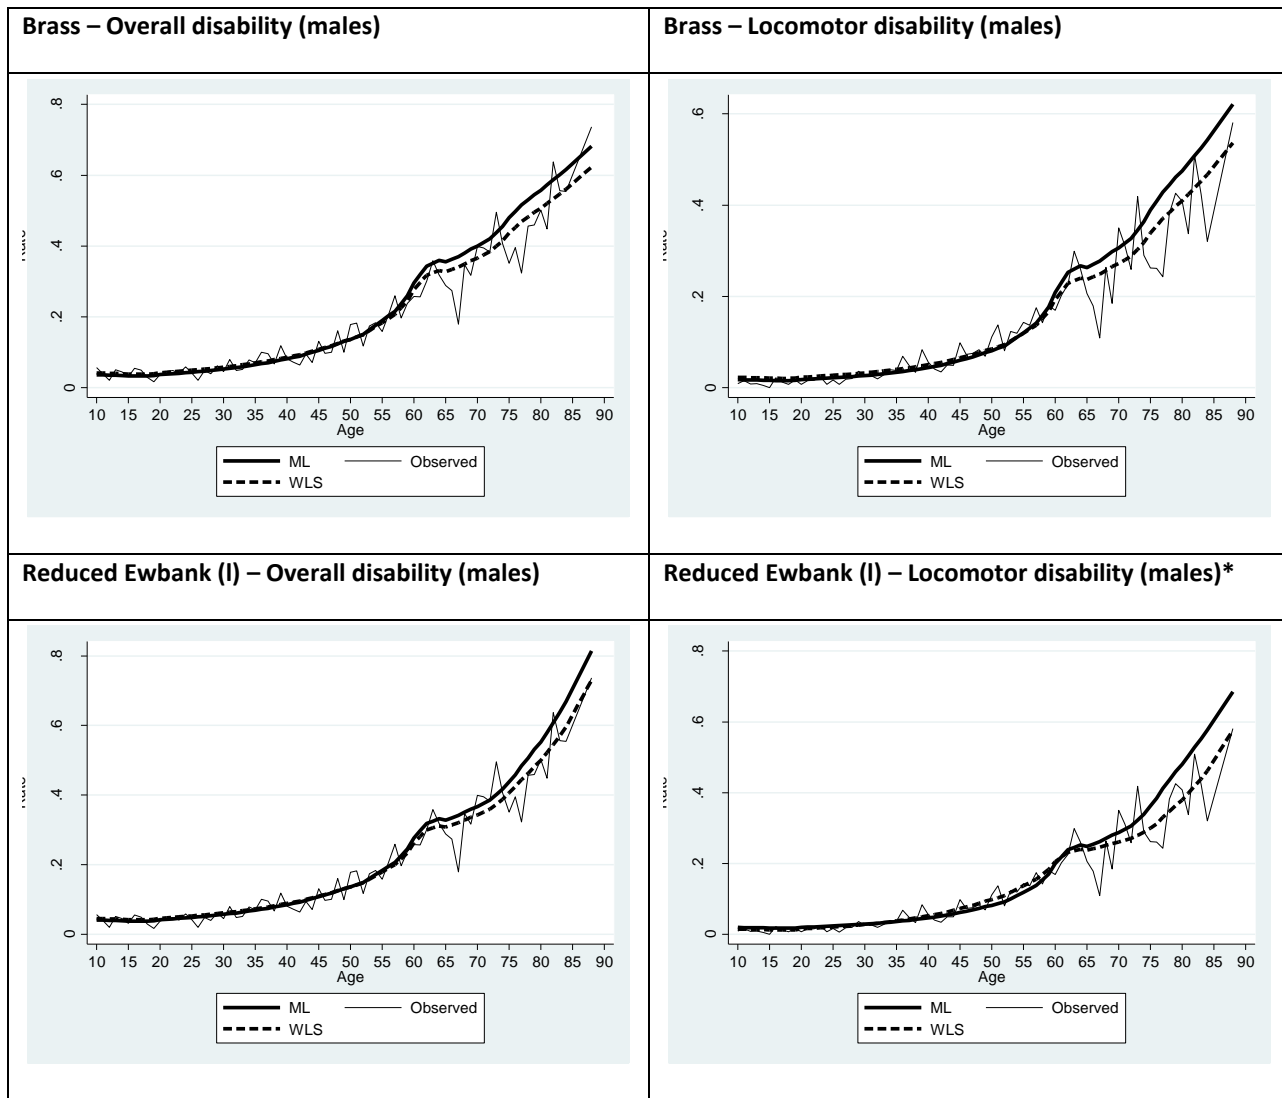 Brass – Overall disability (males)
Brass – Locomotor disability (males)
.8
.6
.4
.2
0
10 15 20 25 30 35 40 45 50 55 60 65 70 75 80 85 90
Age
ML
Observed
WLS
.6
.4
.2
0
10 15 20 25 30 35 40 45 50 55 60 65 70 75 80 85 90
Age
ML
Observed
WLS
Reduced Ewbank (l) – Overall disability (males)
Reduced Ewbank (l) – Locomotor disability (males)*
.8
.6
.4
.2
0
10 15 20 25 30 35 40 45 50 55 60 65 70 75 80 85 90
Age
ML
Observed
WLS
.8
.6
.4
.2
0
10 15 20 25 30 35 40 45 50 55 60 65 70 75 80 85 90
Age
ML
Observed
WLS